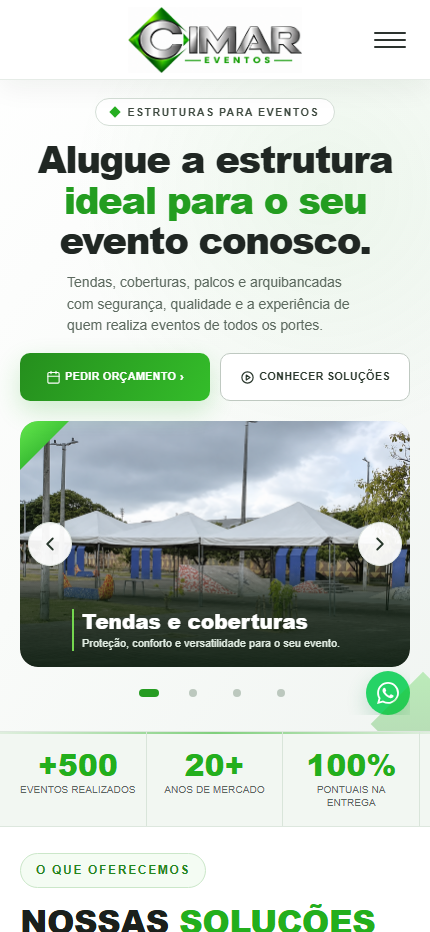 CIMAR
EVENTOS
ESTRUTURAS PARA EVENTOS
Alugue a estrutura
ideal para o seu
evento conosco.
Tendas, coberturas, palcos e arquibancadas
com segurança, qualidade e a experiência de
quem realiza eventos de todos os portes.
PEDIR ORÇAMENTO ›
CONHECER SOLUÇÕES
Tendas e coberturas
Proteção, conforto e versatilidade para o seu evento.
+500
EVENTOS REALIZADOS
20+
ANOS DE MERCADO
100%
PONTUAIS NA
ENTREGA
O QUE OFERECEMOS
NOSSAS SOLUÇÕES